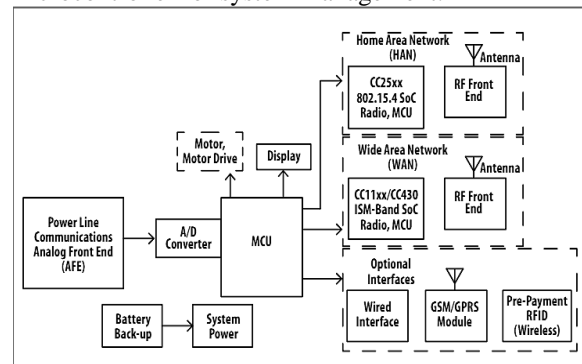 Home Area Network
(HAN)
Antenna
CC25xx
802.15.4 SoC
Radio, MCU
RF Front
End
Motor,
Motor Drive
Display
Wide Area Network
(WAN)
Antenna
CC11xx/CC430
ISM-Band SoC
Radio, MCU
RF Front
End
Power Line
Communications
Analog Front End
(AFE)
A/D
Converter
MCU
Optional
Interfaces
Wired
Interface
GSM/GPRS
Module
Pre-Payment
RFID
(Wireless)
Battery
Back-up
System
Power